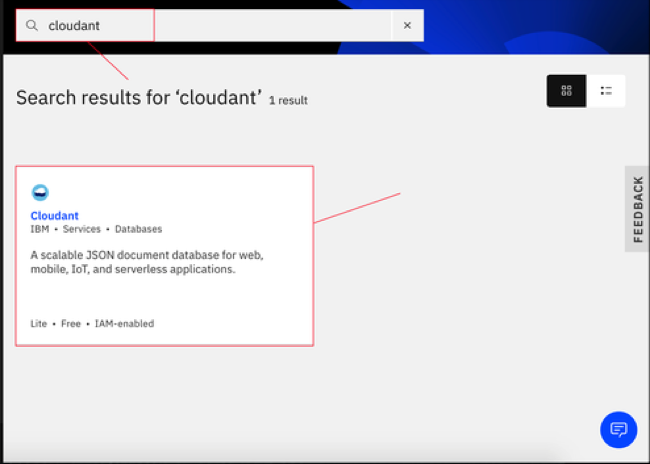 cloudant
Search results for ‘cloudant’ 1 result
FEEDBACK
Cloudant
IBM • Services • Databases
A scalable JSON document database for web,
mobile, IoT, and serverless applications.
Lite • Free • IAM-enabled